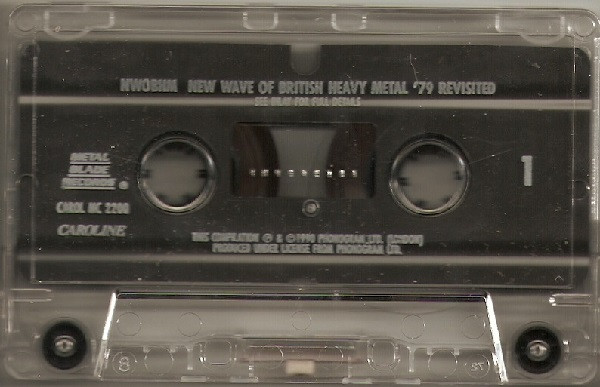 NWOBHM NEW WAVE OF BRITISH HEAVY METAL '79 REVISITED
SEE INLAY FOR FULL DETAILS
METAL
BLADE
RECORDS ®
1
CAROL MC 2200
CAROLINE
THIS COMPILATION © & ℗1990 PHONOGRAM LTD. (LONDON)
PRODUCED UNDER LICENSE FROM PHONOGRAM LTD.
8